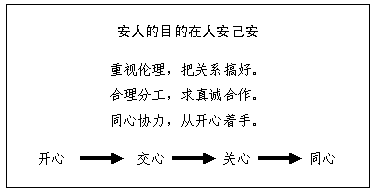 安人的目的在人安己安
重视伦理，把关系搞好。
合理分工，求真诚合作。
同心协力，从开心着手。
开心 交心 关心 同心